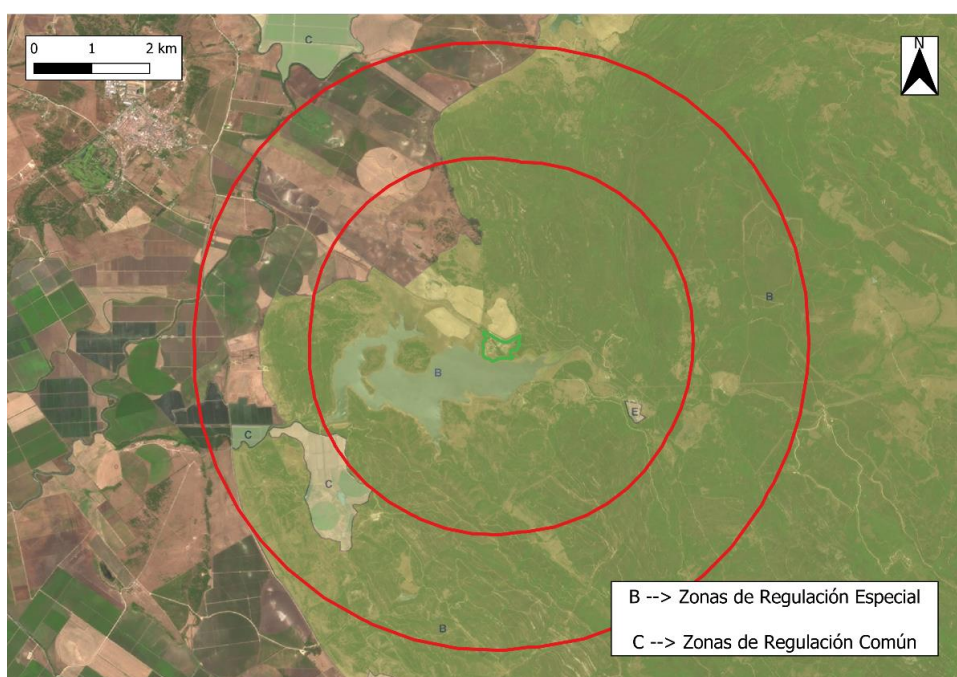 C
0 1 2 km
N
B
B
E
C
C
B
B --> Zonas de Regulación Especial
C --> Zonas de Regulación Común